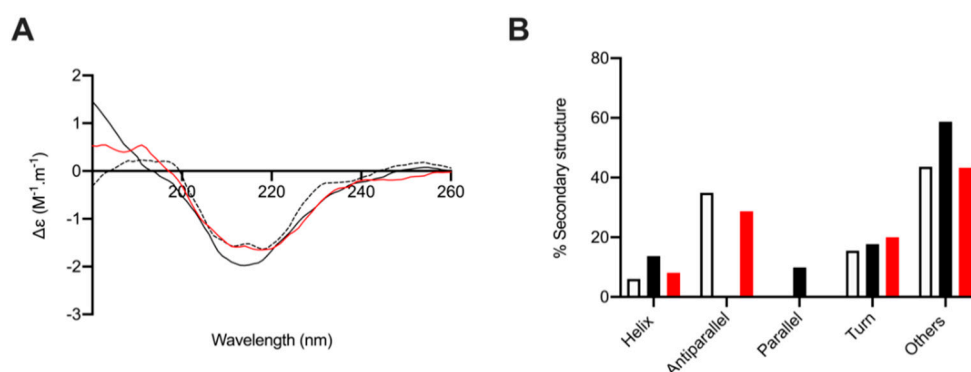 A
2
1
0
-1
-2
-3
Δε (M⁻¹.m⁻¹)
200
220
240
260
Wavelength (nm)
B
80
60
40
20
0
% Secondary structure
Helix
Antiparallel
Parallel
Turn
Others